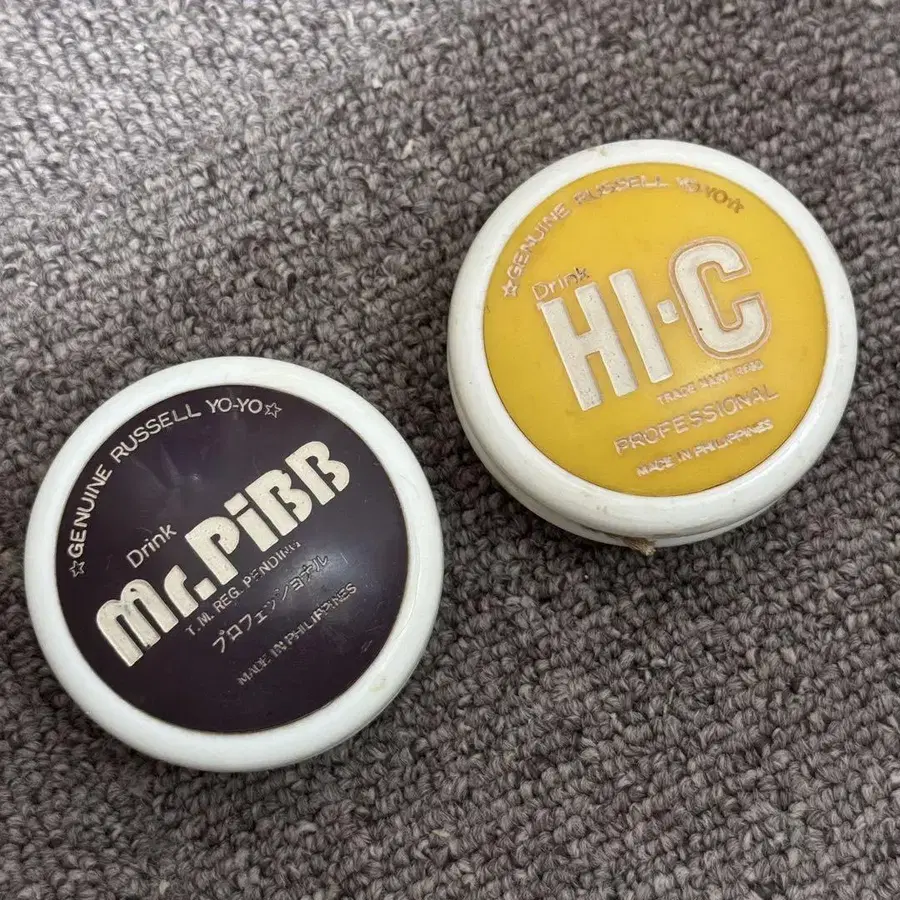 ☆GENUINE RUSSELL YO-YO☆
Drink
Mr.PiBB
T.M. REG. PENDING
プロフェッショナル
MADE IN PHILIPPINES
☆GENUINE RUSSELL YO-YO☆
Drink
HI-C
TRADE MARK REGD
PROFESSIONAL
MADE IN PHILIPPINES